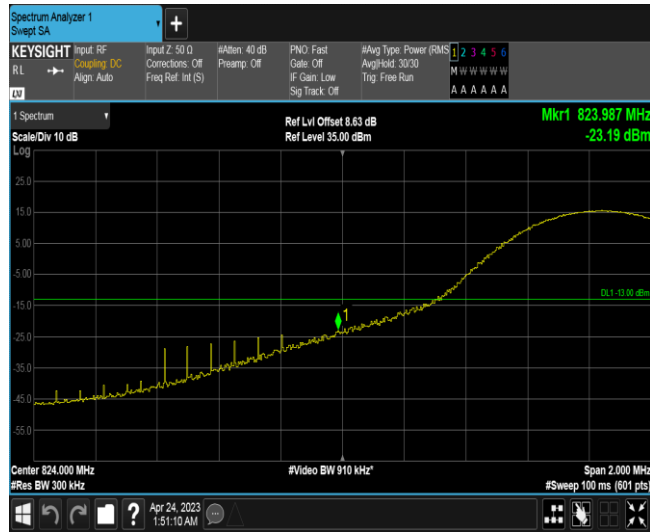 Spectrum Analyzer 1
Swept SA
KEYSIGHT
RL
LXI
Input: RF
Coupling: DC
Align: Auto
Input Z: 50 Ω
Corrections: Off
Freq Ref: Int (S)
#Atten: 40 dB
Preamp: Off
PNO: Fast
Gate: Off
IF Gain: Low
Sig Track: Off
#Avg Type: Power (RMS
Avg|Hold: 30/30
Trig: Free Run
1 2 3 4 5 6
M W W W W W
A A A A A A
1 Spectrum
Scale/Div 10 dB
Log
Ref Lvl Offset 8.63 dB
Ref Level 35.00 dBm
Mkr1 823.987 MHz
-23.19 dBm
25.0
15.0
5.00
-5.00
-15.0
-25.0
-35.0
-45.0
-55.0
1
DL1 -13.00 dBm
Center 824.000 MHz
#Res BW 300 kHz
#Video BW 910 kHz*
Span 2.000 MHz
#Sweep 100 ms (601 pts)
?
Apr 24, 2023
1:51:10 AM